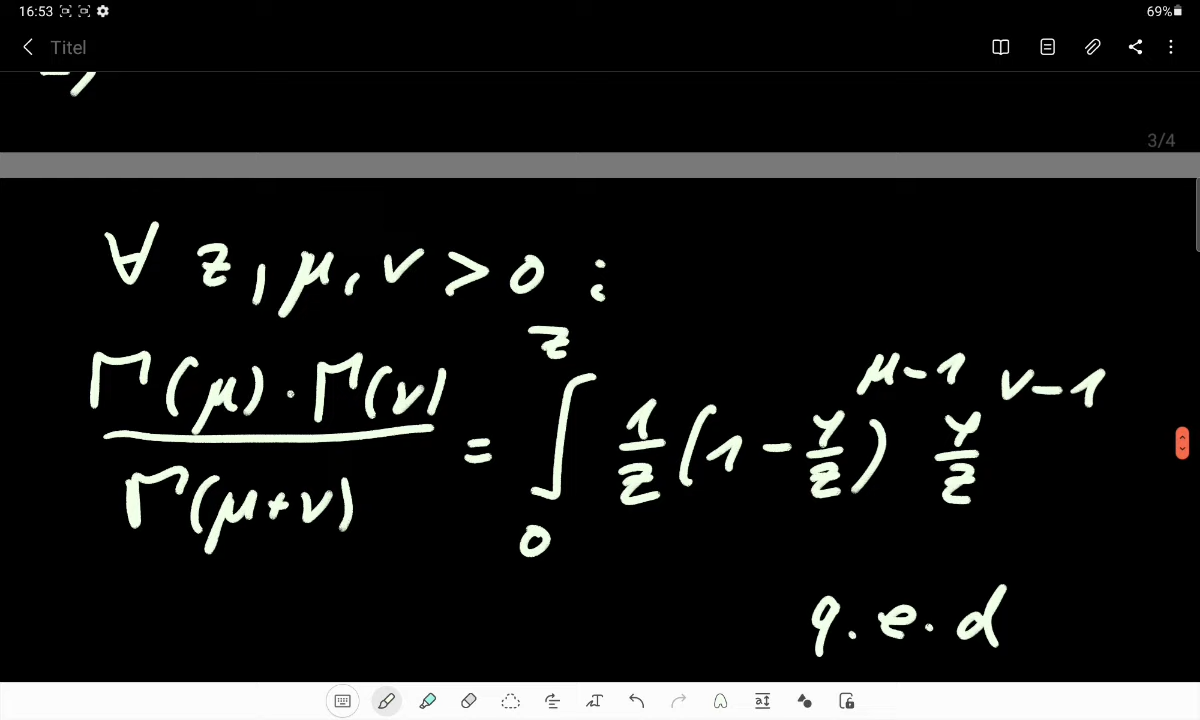 16:53 69%
Titel
3/4
∀ z, μ, ν > 0 :
Γ(μ) · Γ(ν) / Γ(μ+ν) = ∫₀^z 1/z (1 - y/z)^(μ-1) y/z^(ν-1)
q.e.d